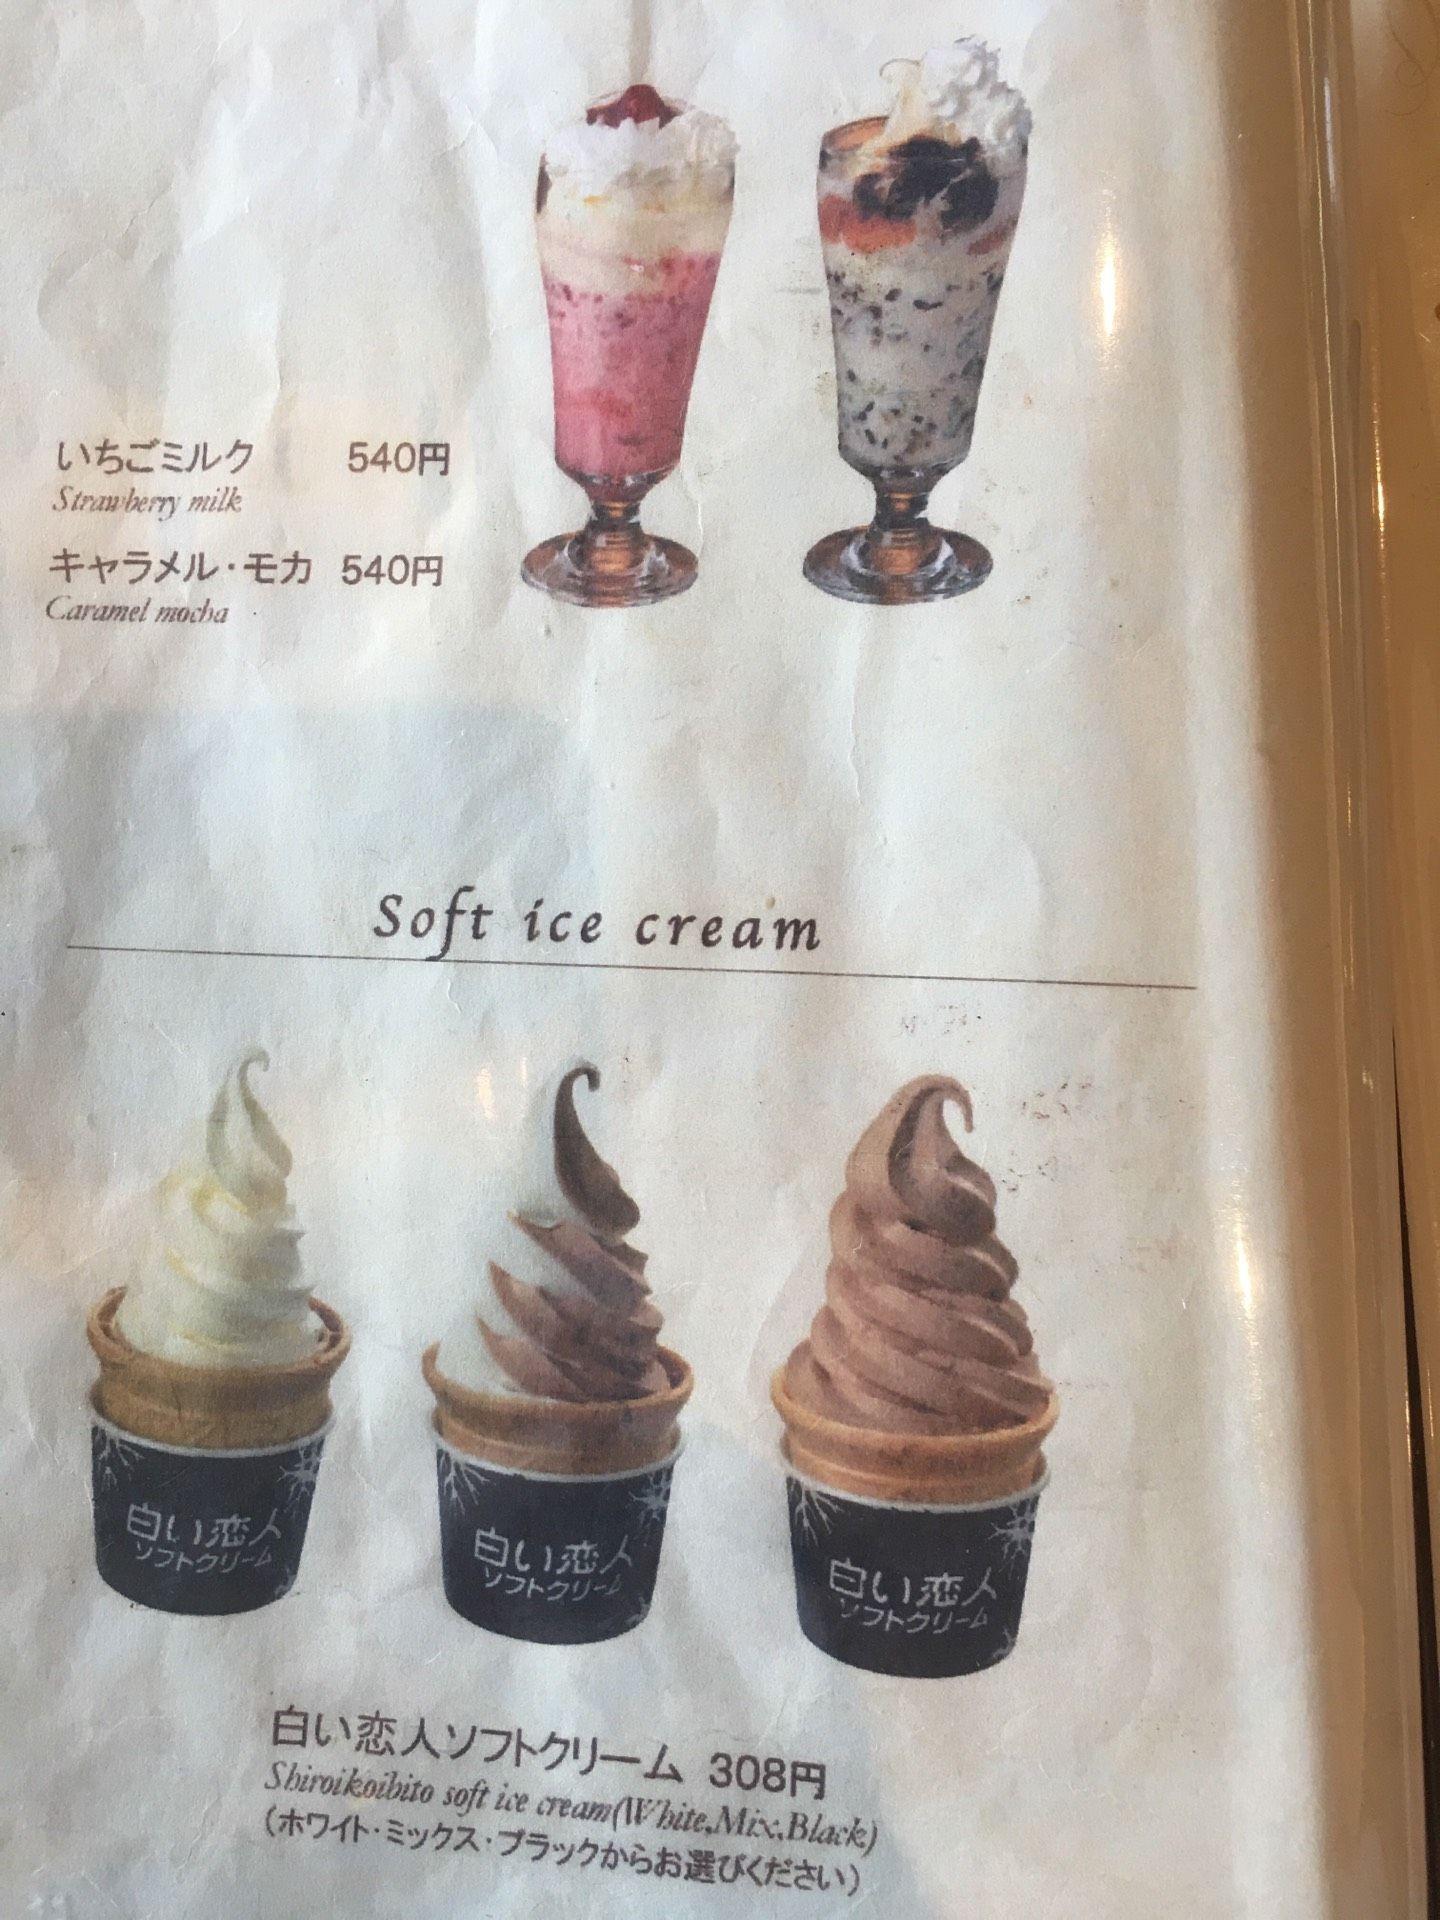 いちごミルク 540円
Strawberry milk
キャラメル・モカ 540円
Caramel mocha
Soft ice cream
白い恋人
ソフトクリーム
白い恋人
ソフトクリーム
白い恋人
ソフトクリーム
白い恋人ソフトクリーム 308円
Shiroikoibito soft ice cream(White,Mix,Black)
(ホワイト・ミックス・ブラックからお選びください)